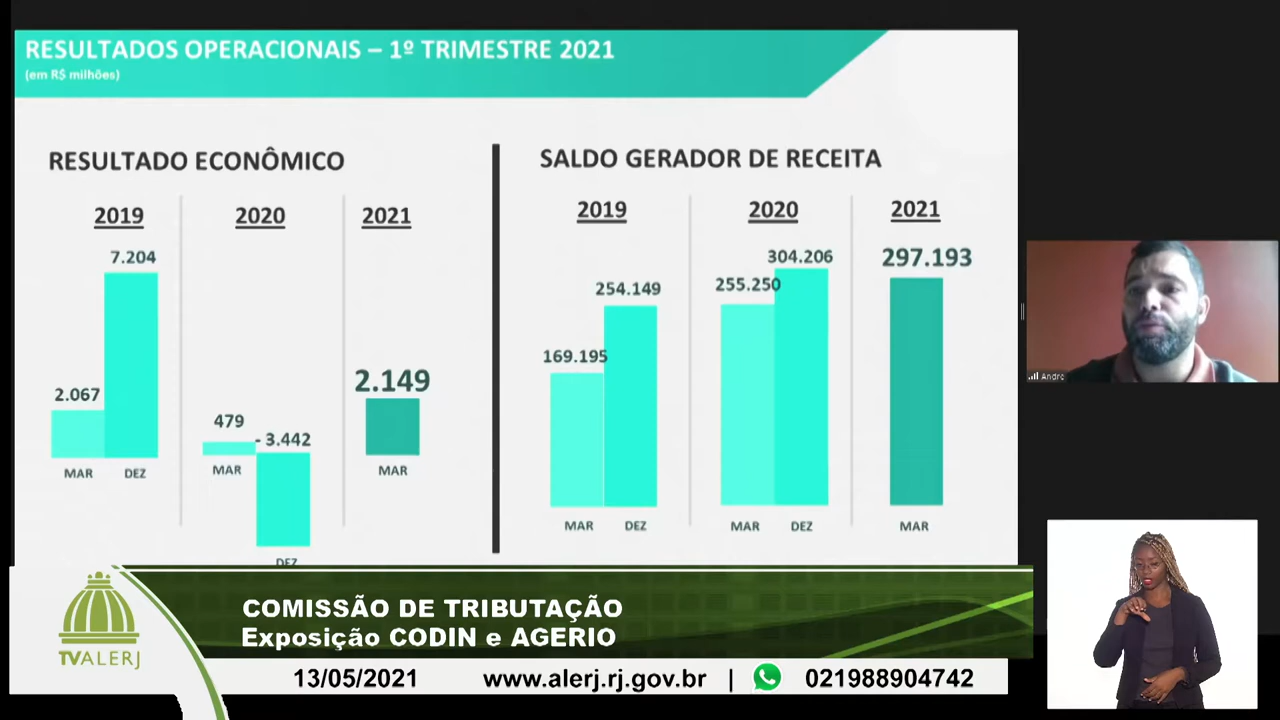 RESULTADOS OPERACIONAIS – 1º TRIMESTRE 2021
(em R$ milhões)
RESULTADO ECONÔMICO
2019
2020
2021
7.204
2.067
479
- 3.442
2.149
MAR
DEZ
MAR
DEZ
MAR
SALDO GERADOR DE RECEITA
2019
2020
2021
169.195
254.149
255.250
304.206
297.193
MAR
DEZ
MAR
DEZ
MAR
Andre
COMISSÃO DE TRIBUTAÇÃO
Exposição CODIN e AGERIO
TVALERJ
13/05/2021 www.alerj.rj.gov.br | 021988904742